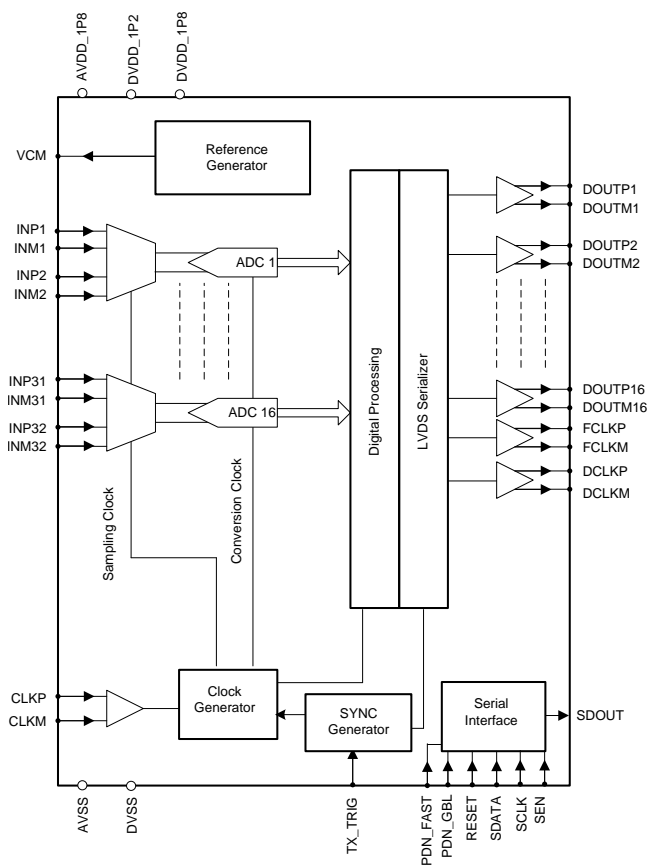 AVDD_1P8
DVDD_1P2
DVDD_1P8
VCM
Reference
Generator
INP1
INM1
INP2
INM2
ADC 1
INP31
INM31
INP32
INM32
ADC 16
Digital Processing
LVDS Serializer
DOUTP1
DOUTM1
DOUTP2
DOUTM2
DOUTP16
DOUTM16
FCLKP
FCLKM
DCLKP
DCLKM
Sampling Clock
Conversion Clock
CLKP
CLKM
Clock
Generator
SYNC
Generator
Serial
Interface
SDOUT
AVSS
DVSS
TX_TRIG
PDN_FAST
PDN_GBL
RESET
SDATA
SCLK
SEN